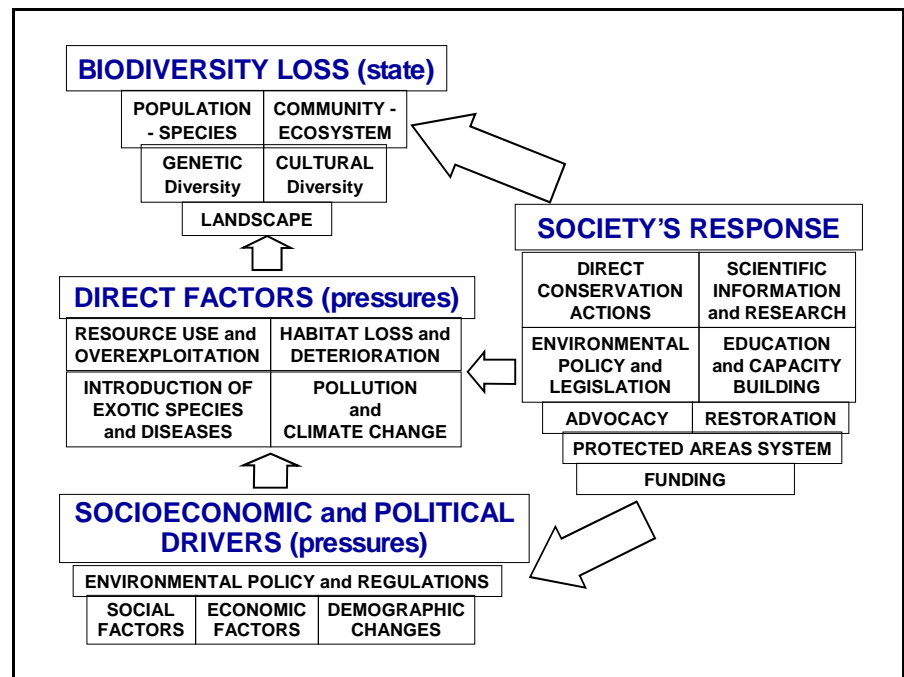 BIODIVERSITY LOSS (state)
POPULATION
- SPECIES
COMMUNITY -
ECOSYSTEM
GENETIC
Diversity
CULTURAL
Diversity
LANDSCAPE
DIRECT FACTORS (pressures)
RESOURCE USE and
OVEREXPLOITATION
HABITAT LOSS and
DETERIORATION
INTRODUCTION OF
EXOTIC SPECIES
and DISEASES
POLLUTION
and
CLIMATE CHANGE
SOCIOECONOMIC and POLITICAL
DRIVERS (pressures)
ENVIRONMENTAL POLICY and REGULATIONS
SOCIAL
FACTORS
ECONOMIC
FACTORS
DEMOGRAPHIC
CHANGES
SOCIETY’S RESPONSE
DIRECT
CONSERVATION
ACTIONS
SCIENTIFIC
INFORMATION
and RESEARCH
ENVIRONMENTAL
POLICY and
LEGISLATION
EDUCATION
and CAPACITY
BUILDING
ADVOCACY
RESTORATION
PROTECTED AREAS SYSTEM
FUNDING